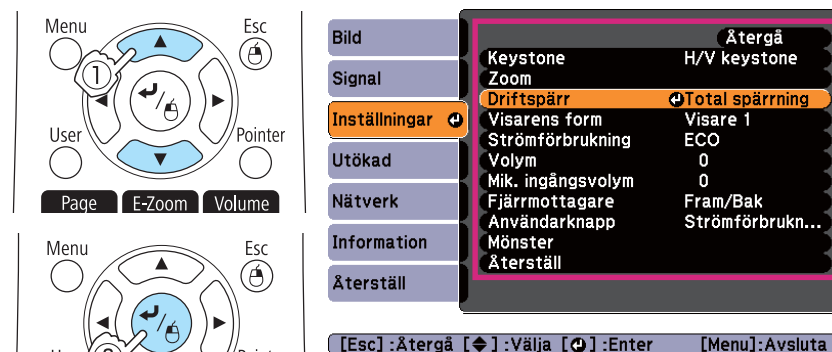 Menu
Esc
1
User
Pointer
Page E-Zoom Volume
Menu
Esc
Bild
Signal
Inställningar
Utökad
Nätverk
Information
Återställ
Återgå
Keystone H/V keystone
Zoom
Driftspärr Total spärrning
Visarens form Visare 1
Strömförbrukning ECO
Volym 0
Mik. ingångsvolym 0
Fjärrmottagare Fram/Bak
Användarknapp Strömförbrukn...
Mönster
Återställ
[Esc] :Återgå [ ] :Välja [ ] :Enter [Menu]:Avsluta